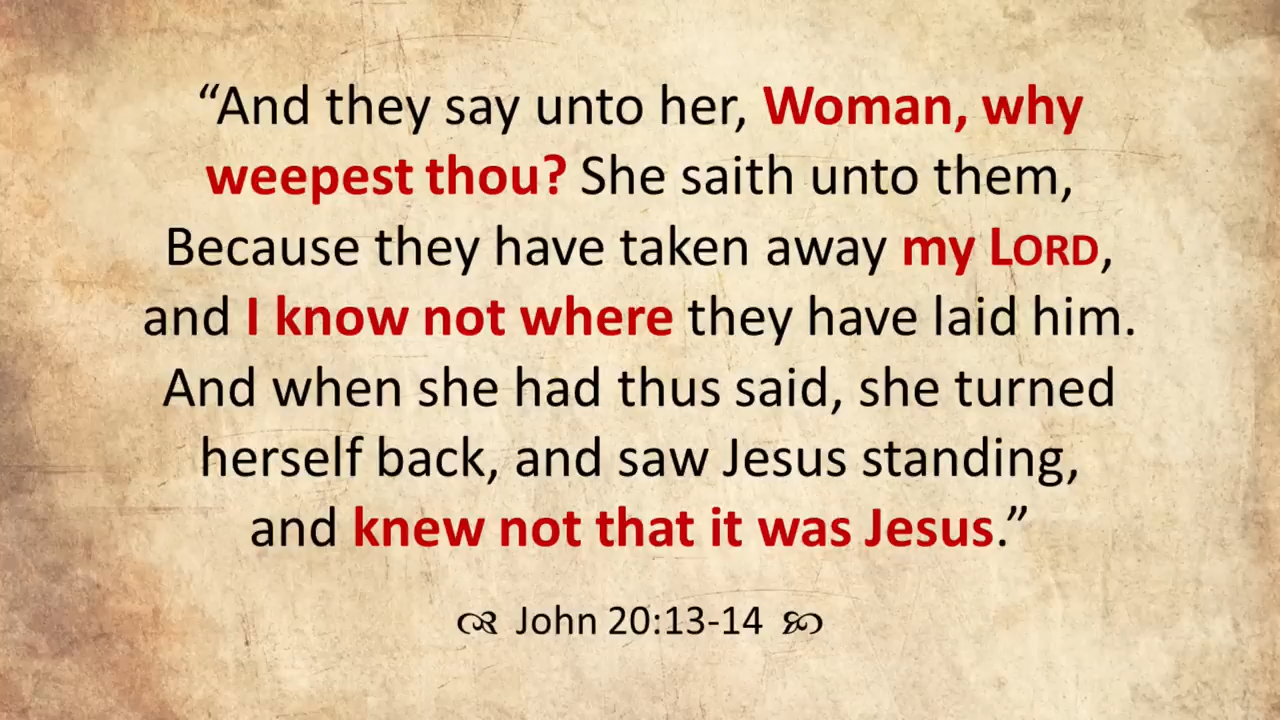 “And they say unto her, Woman, why
weepest thou? She saith unto them,
Because they have taken away my LORD,
and I know not where they have laid him.
And when she had thus said, she turned
herself back, and saw Jesus standing,
and knew not that it was Jesus.”
John 20:13-14